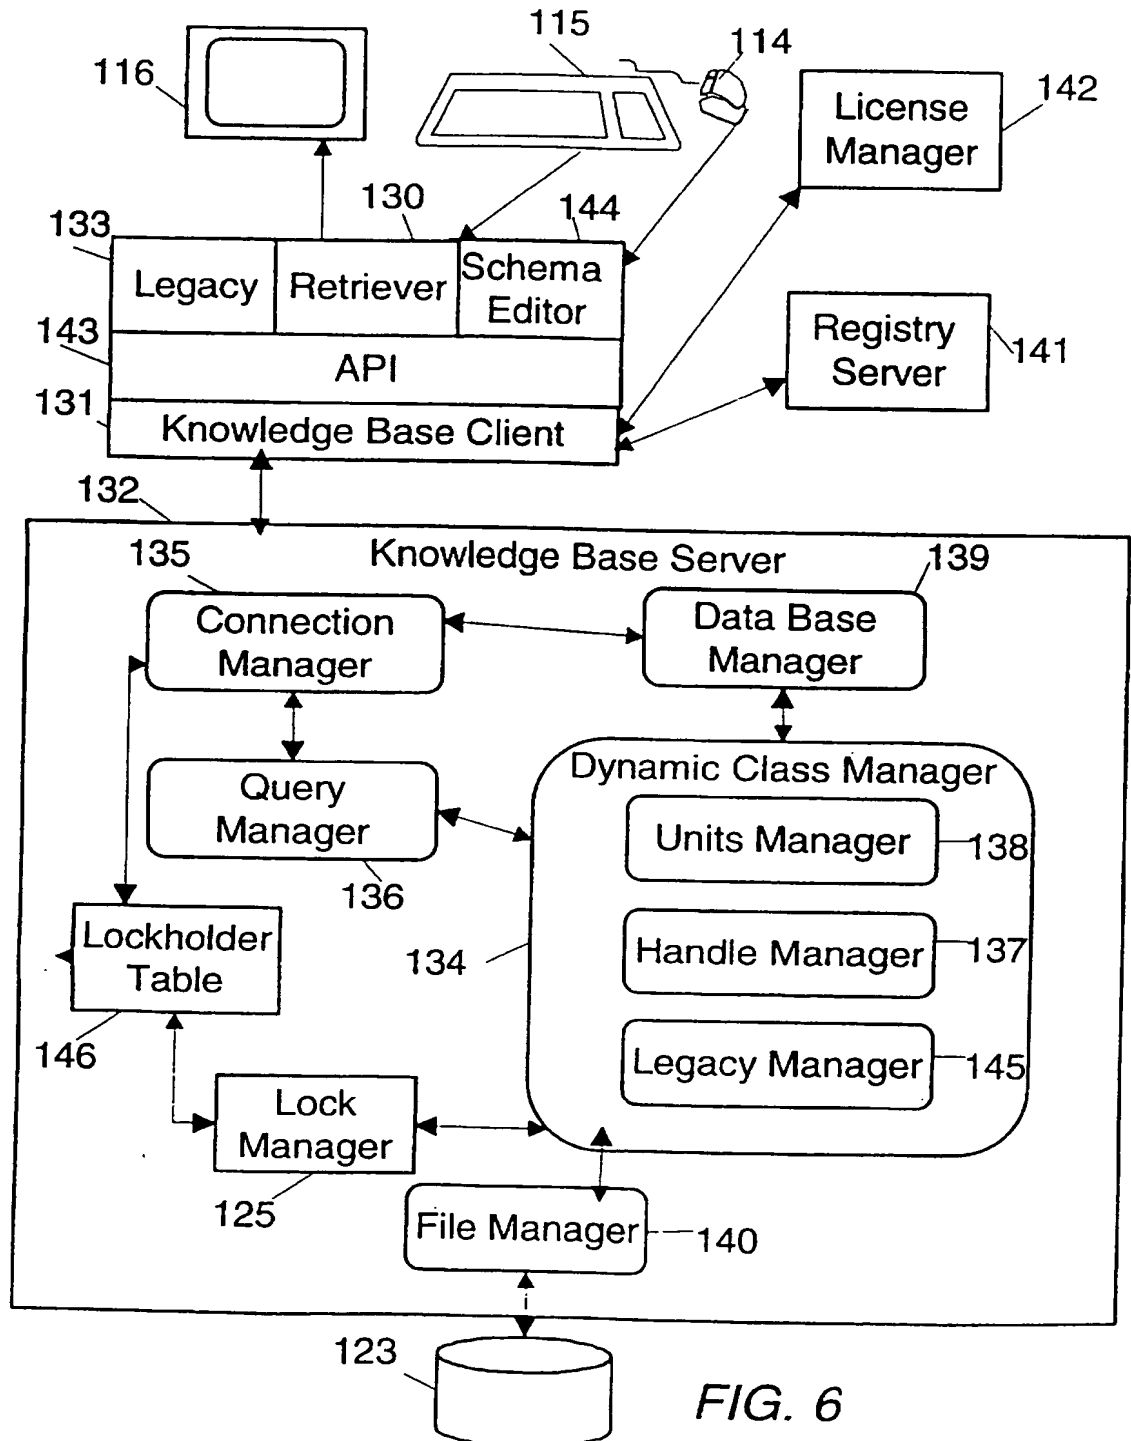 115
114
116
License
Manager
142
130
144
133
Legacy
Retriever
Schema
Editor
Registry
Server
141
143
API
131
Knowledge Base Client
132
Knowledge Base Server
135
139
Connection
Manager
Data Base
Manager
Query
Manager
136
Dynamic Class Manager
Units Manager
138
Lockholder
Table
146
134
Handle Manager
137
Legacy Manager
145
Lock
Manager
125
File Manager
140
123
FIG. 6